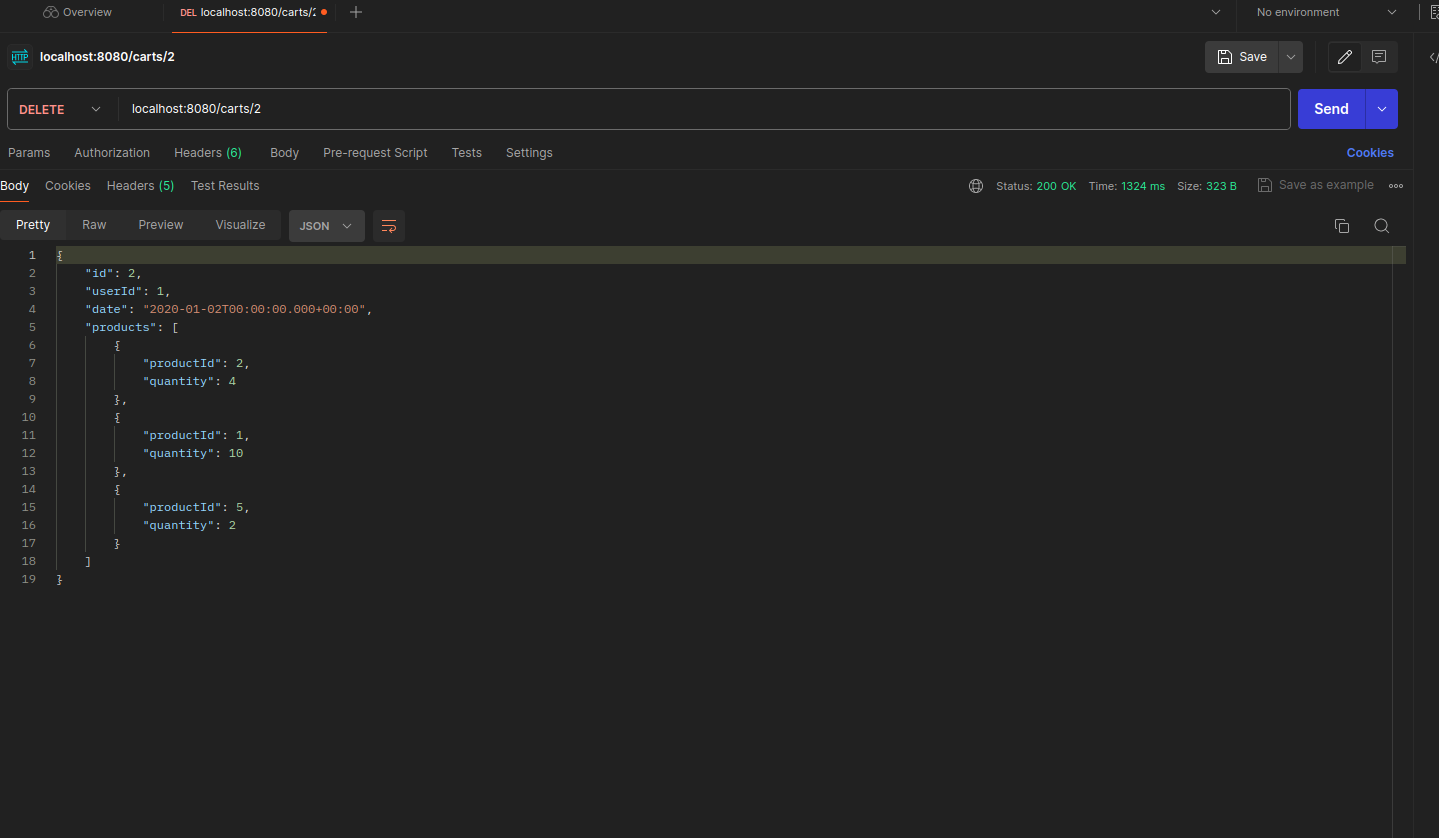 Overview
DEL localhost:8080/carts/2
No environment
HTTP localhost:8080/carts/2
Save
DELETE localhost:8080/carts/2
Send
Params Authorization Headers (6) Body Pre-request Script Tests Settings
Cookies
Body Cookies Headers (5) Test Results
Status: 200 OK Time: 1324 ms Size: 323 B Save as example
Pretty Raw Preview Visualize JSON
1 {
2 "id": 2,
3 "userId": 1,
4 "date": "2020-01-02T00:00:00.000+00:00",
5 "products": [
6 {
7 "productId": 2,
8 "quantity": 4
9 },
10 {
11 "productId": 1,
12 "quantity": 10
13 },
14 {
15 "productId": 5,
16 "quantity": 2
17 }
18 ]
19 }